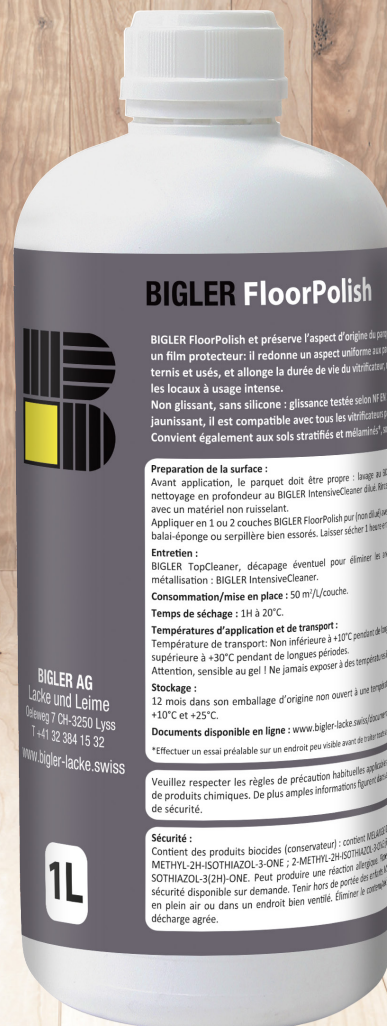 BIGLER FloorPolish
BIGLER FloorPolish et préserve l'aspect d'origine du
un film protecteur: il redonne un aspect uniforme aux
ternis et usés, et allonge la durée de vie du vitrificateur,
les locaux à usage intense.
Non glissant, sans silicone : glissance testée selon NF EN
jaunissant, il est compatible avec tous les vitrificateurs
Convient également aux sols stratifiés et mélaminés*,
Preparation de la surface :
Avant application, le parquet doit être propre : lavage au
nettoyage en profondeur au BIGLER IntensiveCleaner dilué.
avec un matériel non ruisselant.
Appliquer en 1 ou 2 couches BIGLER FloorPolish pur (non dilué)
balai-éponge ou serpillère bien essorés. Laisser sécher 1 heure
Entretien :
BIGLER TopCleaner, décapage éventuel pour éliminer les
métallisation : BIGLER IntensiveCleaner.
Consommation/mise en place : 50 m²/L/couche.
Temps de séchage : 1H à 20°C.
Températures d'application et de transport :
Température de transport: Non inférieure à +10°C pendant de
supérieure à +30°C pendant de longues périodes.
Attention, sensible au gel ! Ne jamais exposer à des températures
Stockage :
12 mois dans son emballage d'origine non ouvert à une
+10°C et +25°C.
Documents disponible en ligne : www.bigler-lacke.swiss/
*Effectuer un essai préalable sur un endroit peu visible avant de traiter
Veuillez respecter les règles de précaution habituelles
de produits chimiques. De plus amples informations figurent
de sécurité.
Sécurité :
Contient des produits biocides (conservateur) : contient
METHYL-2H-ISOTHIAZOL-3-ONE ; 2-METHYL-2H-ISOTHIAZOL-3-
SOTHIAZOL-3(2H)-ONE. Peut produire une réaction allergique.
sécurité disponible sur demande. Tenir hors de portée des enfants.
en plein air ou dans un endroit bien ventilé. Éliminer le
décharge agrée.
BIGLER AG
Lacke und Leime
7 CH-3250 Lyss
T +41 32 384 15 32
www.bigler-lacke.swiss
1L